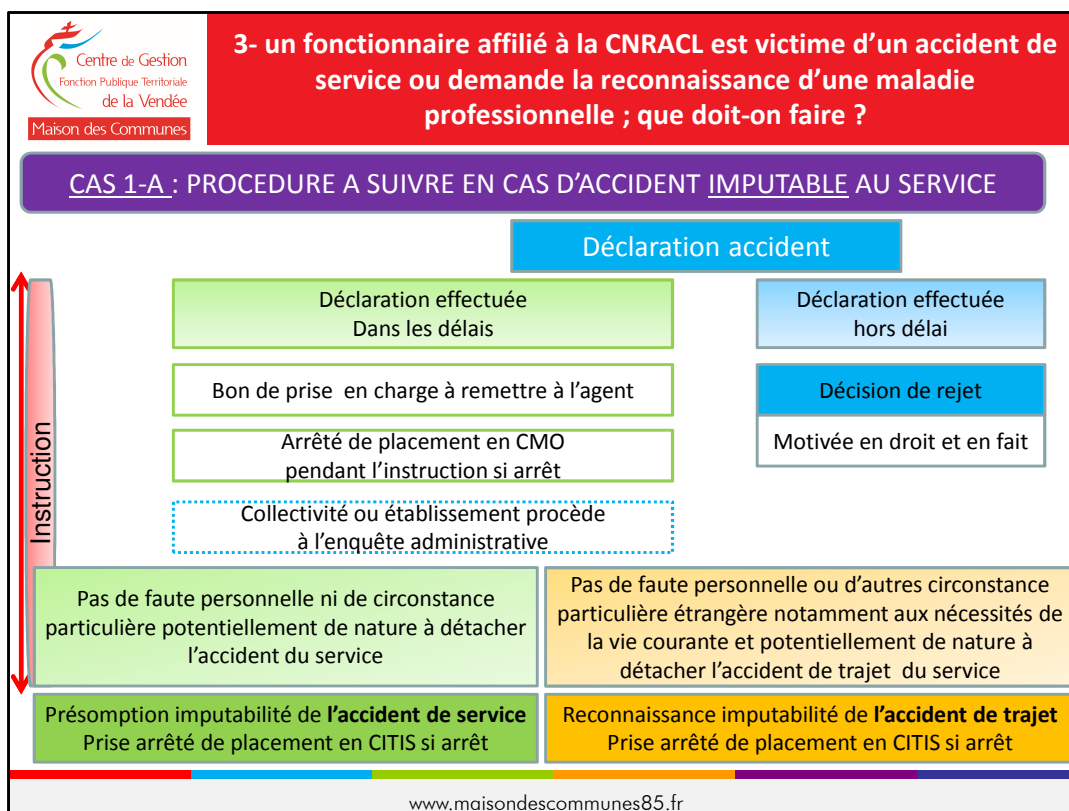 Centre de Gestion
Fonction Publique Territoriale
de la Vendée
Maison des Communes
3- un fonctionnaire affilié à la CNRACL est victime d'un accident de
service ou demande la reconnaissance d'une maladie
professionnelle ; que doit-on faire ?
CAS 1-A : PROCEDURE A SUIVRE EN CAS D'ACCIDENT IMPUTABLE AU SERVICE
Déclaration accident
Instruction
Déclaration effectuée
Dans les délais
Déclaration effectuée
hors délai
Bon de prise en charge à remettre à l'agent
Décision de rejet
Motivée en droit et en fait
Arrêté de placement en CMO
pendant l'instruction si arrêt
Collectivité ou établissement procède
à l'enquête administrative
Pas de faute personnelle ni de circonstance
particulière potentiellement de nature à détacher
l'accident du service
Pas de faute personnelle ou d'autres circonstance
particulière étrangère notamment aux nécessités de
la vie courante et potentiellement de nature à
détacher l'accident de trajet du service
Présomption imputabilité de l'accident de service
Prise arrêté de placement en CITIS si arrêt
Reconnaissance imputabilité de l'accident de trajet
Prise arrêté de placement en CITIS si arrêt
www.maisondescommunes85.fr